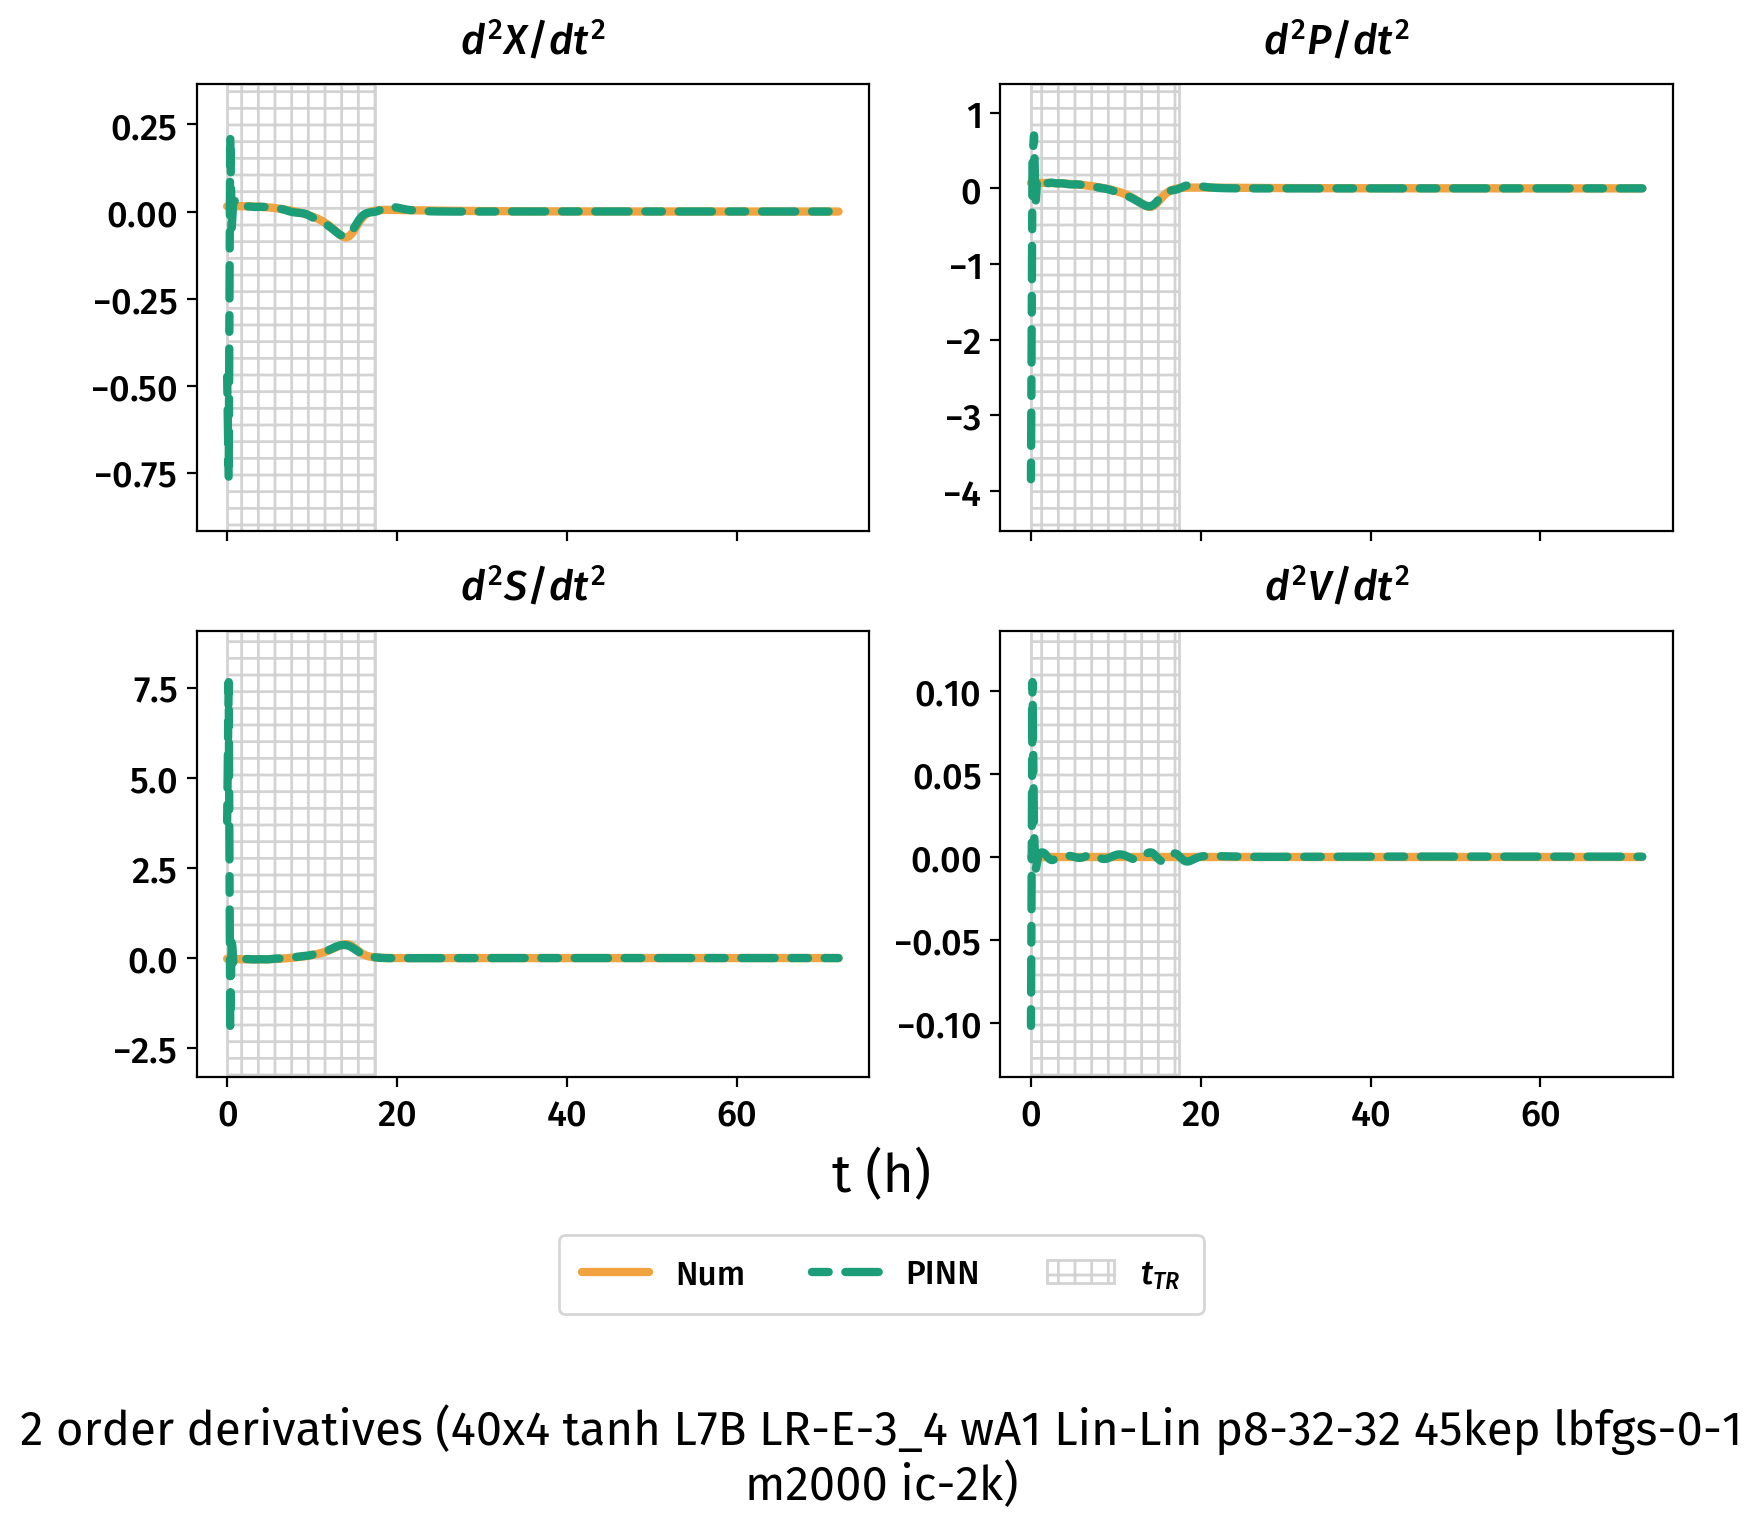 d²X/dt²
d²P/dt²
0.25
0.00
−0.25
−0.50
−0.75
1
0
−1
−2
−3
−4
d²S/dt²
d²V/dt²
7.5
5.0
2.5
0.0
−2.5
0.10
0.05
0.00
−0.05
−0.10
0 20 40 60
0 20 40 60
t (h)
Num PINN t_TR
2 order derivatives (40x4 tanh L7B LR-E-3_4 wA1 Lin-Lin p8-32-32 45kep lbfgs-0-1
m2000 ic-2k)